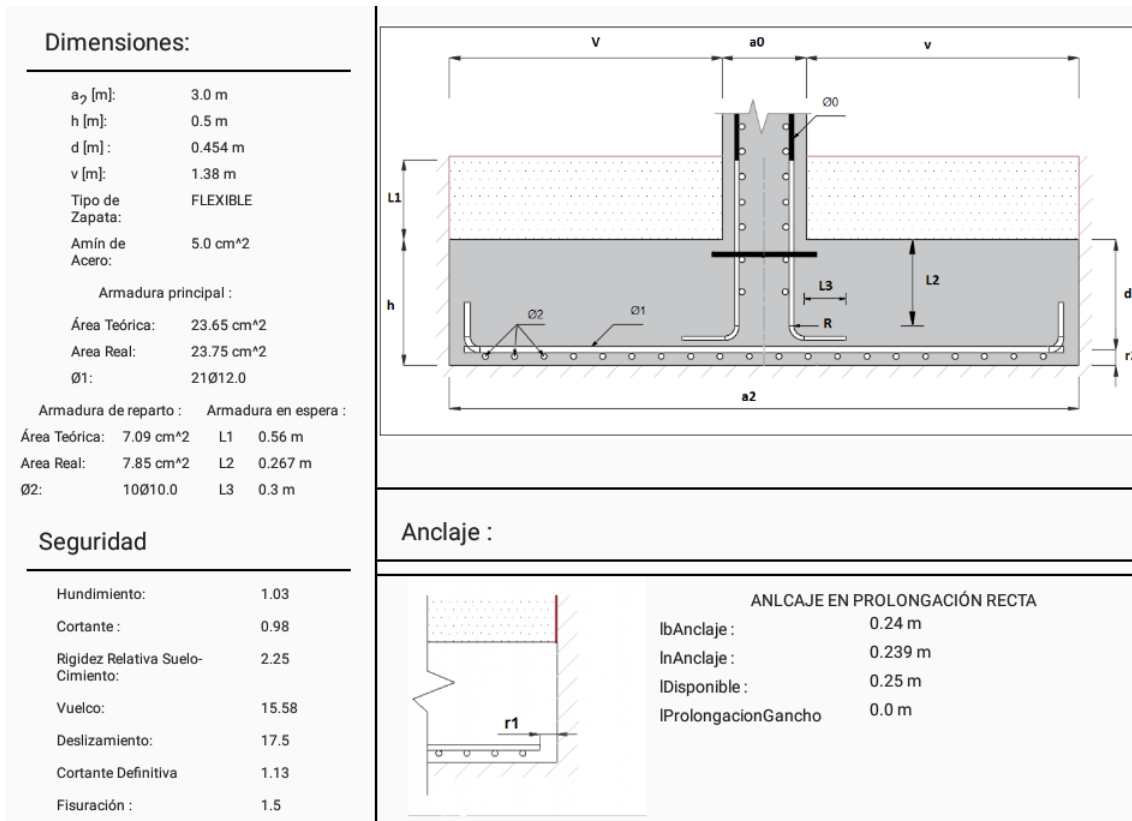 Dimensiones:
a2 [m]: 3.0 m
h [m]: 0.5 m
d [m] : 0.454 m
v [m]: 1.38 m
Tipo de Zapata: FLEXIBLE
Amín de Acero: 5.0 cm^2
Armadura principal :
Área Teórica: 23.65 cm^2
Area Real: 23.75 cm^2
Ø1: 21Ø12.0
Armadura de reparto : Armadura en espera :
Área Teórica: 7.09 cm^2 L1 0.56 m
Area Real: 7.85 cm^2 L2 0.267 m
Ø2: 10Ø10.0 L3 0.3 m
Seguridad
Hundimiento: 1.03
Cortante : 0.98
Rigidez Relativa Suelo-
Cimiento: 2.25
Vuelco: 15.58
Deslizamiento: 17.5
Cortante Definitiva 1.13
Fisuración : 1.5
V a0 v
Ø0
L1
h
L2
L3
d
Ø2 Ø1
R
r
a2
Anclaje :
r1
ANLCAJE EN PROLONGACIÓN RECTA
lbAnclaje : 0.24 m
lnAnclaje : 0.239 m
lDisponible : 0.25 m
lProlongacionGancho 0.0 m